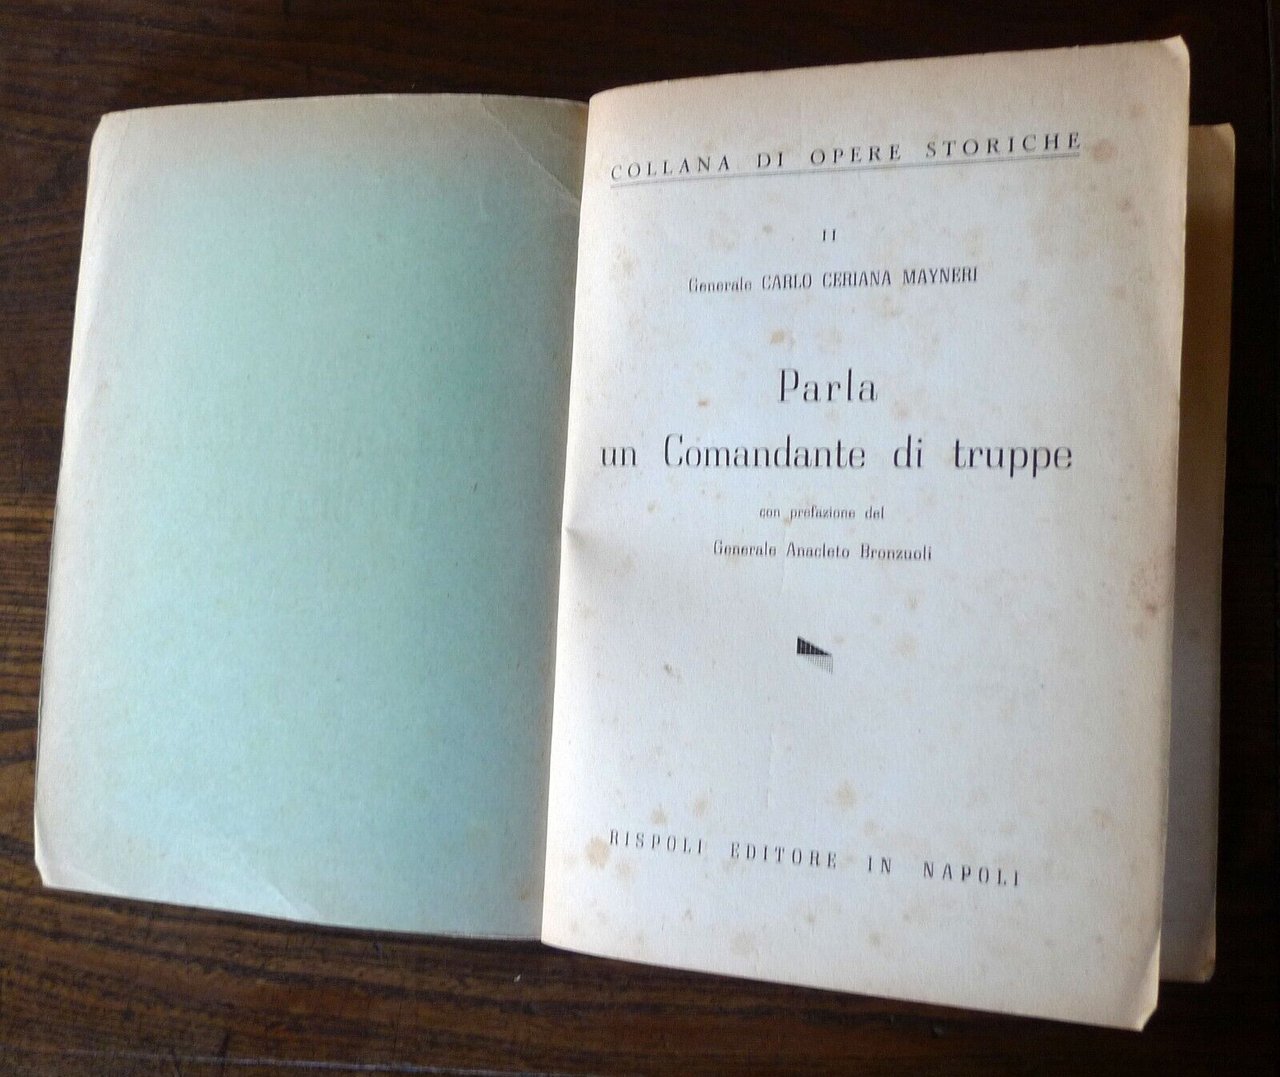 COLLANA DI OPERE STORICHE
II
Generale CARLO CERIANA MAYNERI
Parla
un Comandante di truppe
con prefazione del
Generale Anacleto Bronzuoli
RISPOLI EDITORE IN NAPOLI